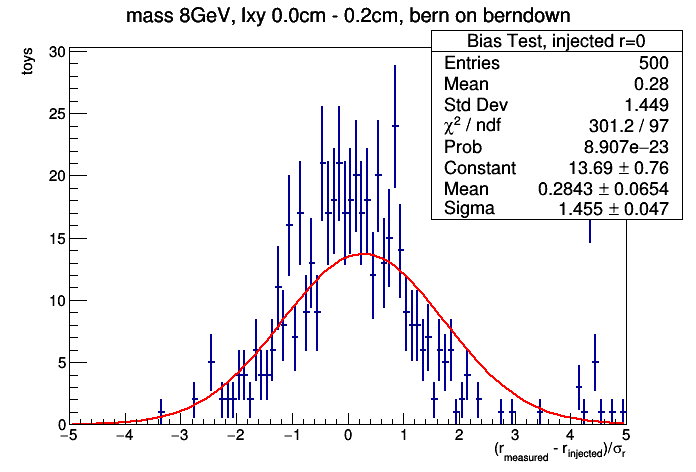 mass 8GeV, lxy 0.0cm - 0.2cm, bern on berndown
toys
Bias Test, injected r=0
Entries 500
Mean 0.28
Std Dev 1.449
χ² / ndf 301.2 / 97
Prob 8.907e−23
Constant 13.69 ± 0.76
Mean 0.2843 ± 0.0654
Sigma 1.455 ± 0.047
30
25
20
15
10
5
0
−5 −4 −3 −2 −1 0 1 2 3 4 5
(r_measured - r_injected)/σ_r